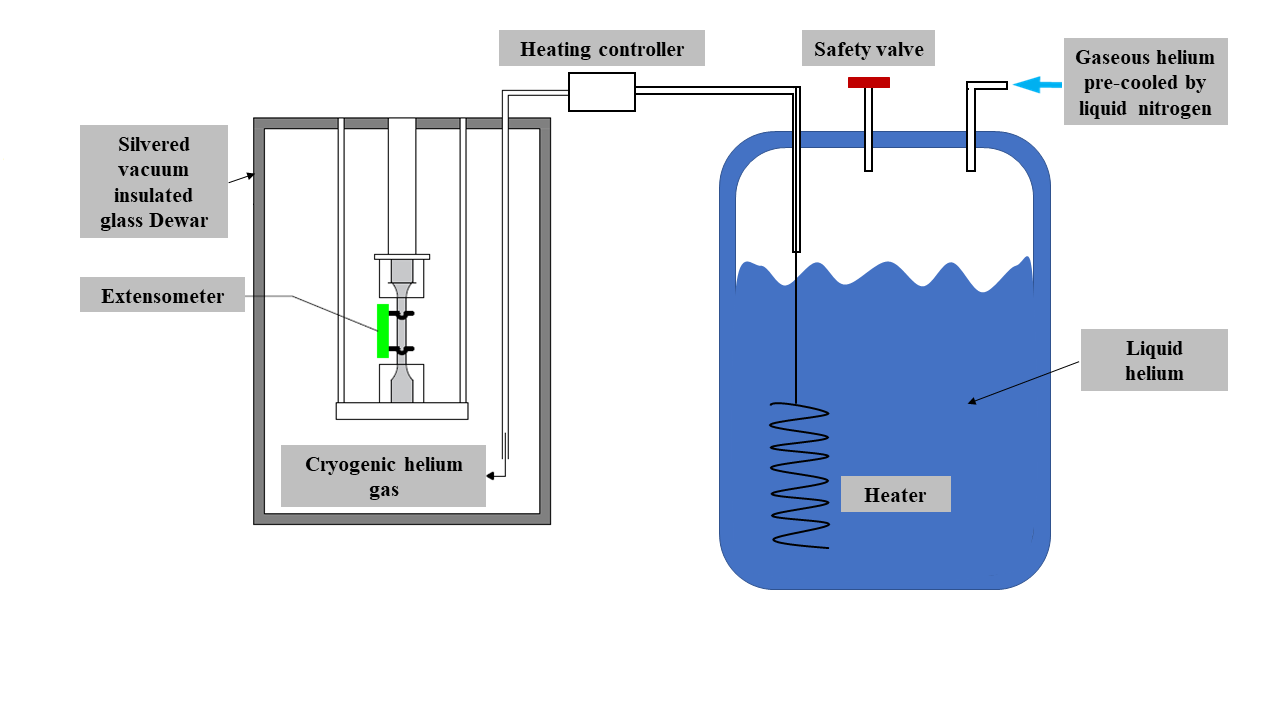 Heating controller
Safety valve
Gaseous helium
pre-cooled by
liquid nitrogen
Silvered
vacuum
insulated
glass Dewar
Extensometer
Liquid
helium
Cryogenic helium
gas
Heater